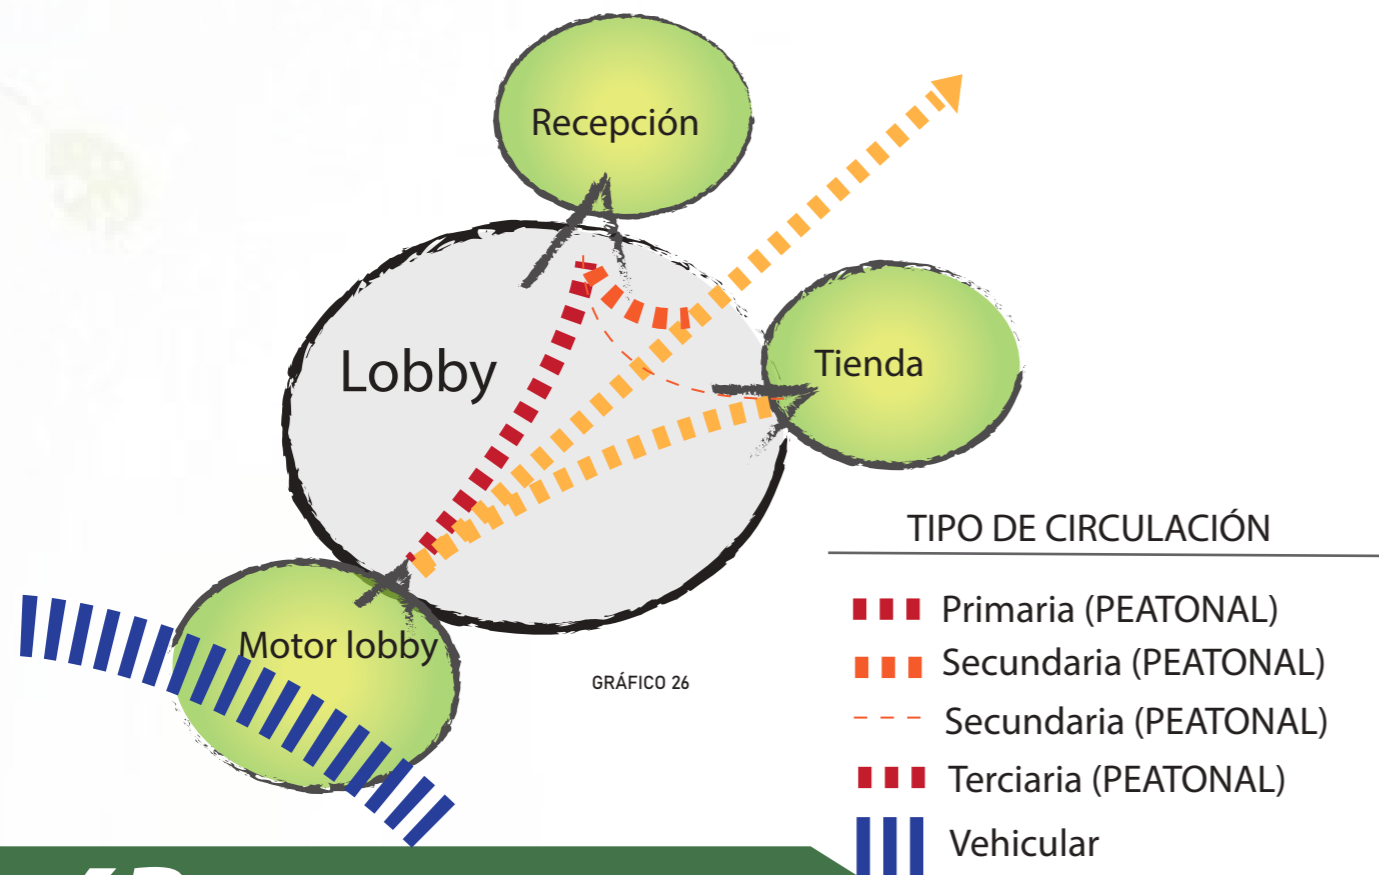 Recepción
Lobby
Tienda
Motor lobby
GRÁFICO 26
TIPO DE CIRCULACIÓN
Primaria (PEATONAL)
Secundaria (PEATONAL)
Secundaria (PEATONAL)
Terciaria (PEATONAL)
Vehicular